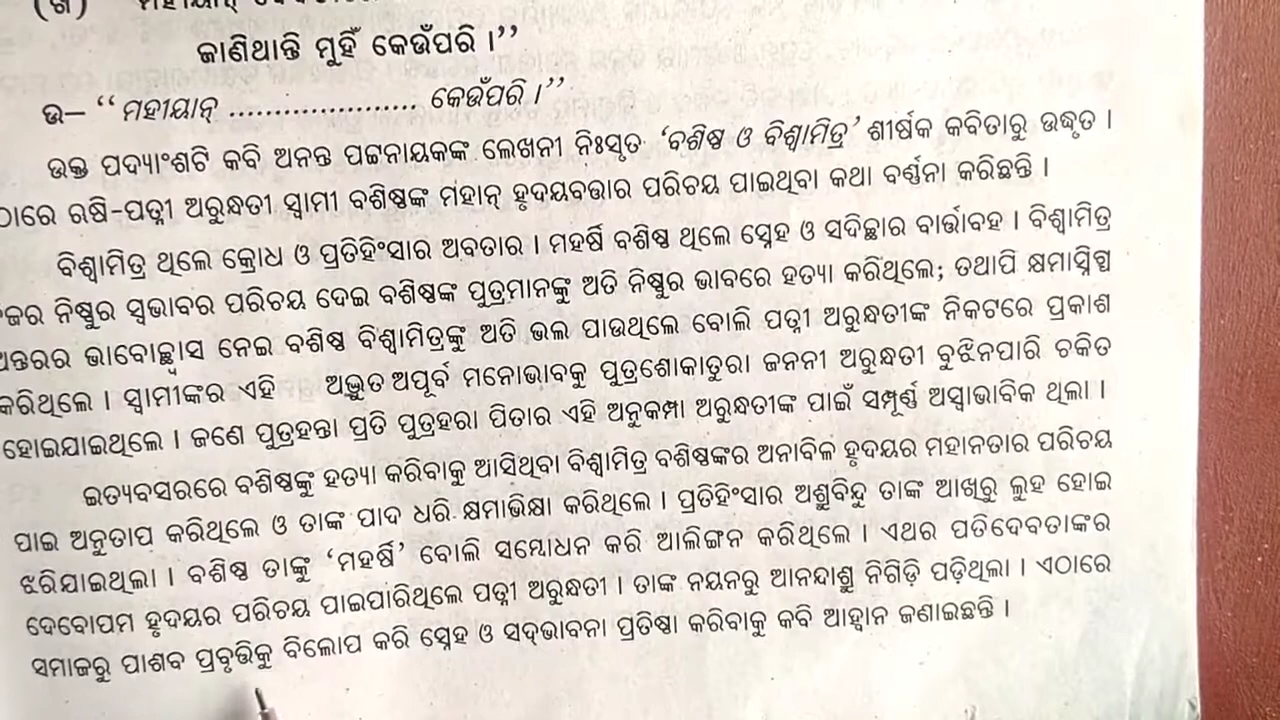 (ଖ) ମହୀୟାନ୍
ଜାଣିଥାନ୍ତି ମୁହିଁ କେଉଁପରି ।’’
ଉ– ‘‘ ମହୀୟାନ୍ ..................... କେଉଁପରି ।’’
ଉକ୍ତ ପଦ୍ୟାଂଶଟି କବି ଅନନ୍ତ ପଟ୍ଟନାୟକଙ୍କ ଲେଖନୀ ନିଃସୃତ ‘ବଶିଷ୍ଠ ଓ ବିଶ୍ୱାମିତ୍ର’ ଶୀର୍ଷକ କବିତାରୁ ଉଦ୍ଧୃତ ।
ଠାରେ ଋଷି-ପତ୍ନୀ ଅରୁନ୍ଧତୀ ସ୍ୱାମୀ ବଶିଷ୍ଠଙ୍କ ମହାନ୍ ହୃଦୟବତ୍ତାର ପରିଚୟ ପାଇଥିବା କଥା ବର୍ଣ୍ଣନା କରିଛନ୍ତି ।
ବିଶ୍ୱାମିତ୍ର ଥିଲେ କ୍ରୋଧ ଓ ପ୍ରତିହିଂସାର ଅବତାର । ମହର୍ଷି ବଶିଷ୍ଠ ଥିଲେ ସ୍ନେହ ଓ ସଦିଚ୍ଛାର ବାର୍ତ୍ତାବହ । ବିଶ୍ୱାମିତ୍ର
ଜର ନିଷ୍ଠୁର ସ୍ୱଭାବର ପରିଚୟ ଦେଇ ବଶିଷ୍ଠଙ୍କ ପୁତ୍ରମାନଙ୍କୁ ଅତି ନିଷ୍ଠୁର ଭାବରେ ହତ୍ୟା କରିଥିଲେ; ତଥାପି କ୍ଷମାସ୍ନିଗ୍ଧ
ଅନ୍ତରର ଭାବୋଚ୍ଛ୍ୱାସ ନେଇ ବଶିଷ୍ଠ ବିଶ୍ୱାମିତ୍ରଙ୍କୁ ଅତି ଭଲ ପାଉଥିଲେ ବୋଲି ପତ୍ନୀ ଅରୁନ୍ଧତୀଙ୍କ ନିକଟରେ ପ୍ରକାଶ
କରିଥିଲେ । ସ୍ୱାମୀଙ୍କର ଏହି ଅଦ୍ଭୁତ ଅପୂର୍ବ ମନୋଭାବକୁ ପୁତ୍ରଶୋକାତୁରା ଜନନୀ ଅରୁନ୍ଧତୀ ବୁଝିନପାରି ଚକିତ
ହୋଇଯାଇଥିଲେ । ଜଣେ ପୁତ୍ରହନ୍ତା ପ୍ରତି ପୁତ୍ରହରା ପିତାର ଏହି ଅନୁକମ୍ପା ଅରୁନ୍ଧତୀଙ୍କ ପାଇଁ ସମ୍ପୂର୍ଣ୍ଣ ଅସ୍ୱାଭାବିକ ଥିଲା ।
ଇତ୍ୟବସରରେ ବଶିଷ୍ଠଙ୍କୁ ହତ୍ୟା କରିବାକୁ ଆସିଥିବା ବିଶ୍ୱାମିତ୍ର ବଶିଷ୍ଠଙ୍କର ଅନାବିଳ ହୃଦୟର ମହାନତାର ପରିଚୟ
ପାଇ ଅନୁତାପ କରିଥିଲେ ଓ ତାଙ୍କ ପାଦ ଧରି କ୍ଷମାଭିକ୍ଷା କରିଥିଲେ । ପ୍ରତିହିଂସାର ଅଶ୍ରୁବିନ୍ଦୁ ତାଙ୍କ ଆଖିରୁ ଲୁହ ହୋଇ
ଝରିଯାଇଥିଲା । ବଶିଷ୍ଠ ତାଙ୍କୁ ‘ମହର୍ଷି’ ବୋଲି ସମ୍ବୋଧନ କରି ଆଲିଙ୍ଗନ କରିଥିଲେ । ଏଥର ପତିଦେବତାଙ୍କର
ଦେବୋପମ ହୃଦୟର ପରିଚୟ ପାଇପାରିଥିଲେ ପତ୍ନୀ ଅରୁନ୍ଧତୀ । ତାଙ୍କ ନୟନରୁ ଆନନ୍ଦାଶ୍ରୁ ନିଗିଡ଼ି ପଡ଼ିଥିଲା । ଏଠାରେ
ସମାଜରୁ ପାଶବ ପ୍ରବୃତ୍ତିକୁ ବିଲୋପ କରି ସ୍ନେହ ଓ ସଦ୍‌ଭାବନା ପ୍ରତିଷ୍ଠା କରିବାକୁ କବି ଆହ୍ୱାନ ଜଣାଇଛନ୍ତି ।